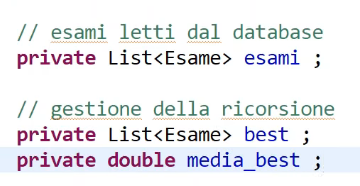 // esami letti dal database
private List<Esame> esami ;
// gestione della ricorsione
private List<Esame> best ;
private double media_best ;